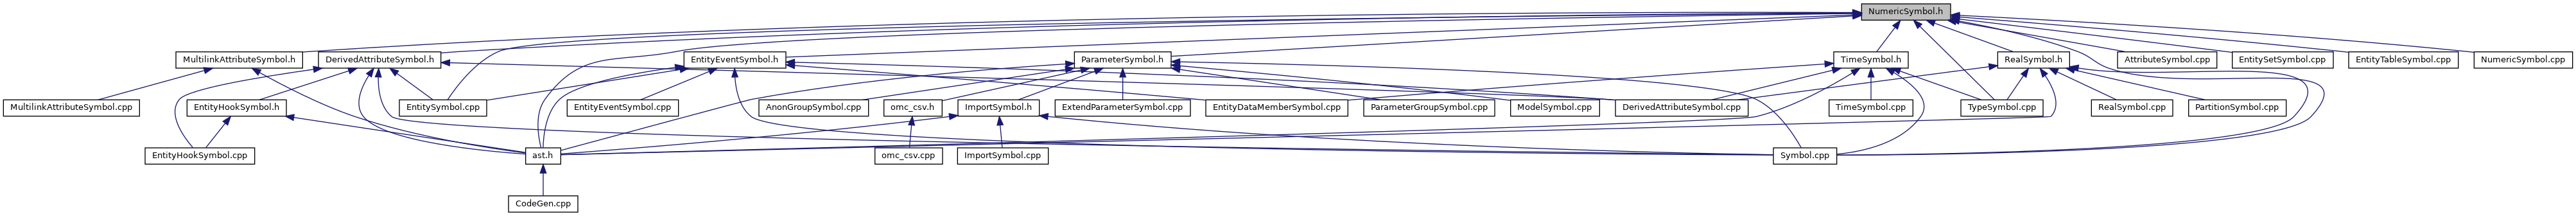 NumericSymbol.h
MultilinkAttributeSymbol.h
DerivedAttributeSymbol.h
EntityEventSymbol.h
ParameterSymbol.h
TimeSymbol.h
RealSymbol.h
AttributeSymbol.cpp
EntitySetSymbol.cpp
EntityTableSymbol.cpp
NumericSymbol.cpp
MultilinkAttributeSymbol.cpp
EntityHookSymbol.h
EntitySymbol.cpp
EntityEventSymbol.cpp
AnonGroupSymbol.cpp
omc_csv.h
ImportSymbol.h
ExtendParameterSymbol.cpp
EntityDataMemberSymbol.cpp
ParameterGroupSymbol.cpp
ModelSymbol.cpp
DerivedAttributeSymbol.cpp
TimeSymbol.cpp
TypeSymbol.cpp
RealSymbol.cpp
PartitionSymbol.cpp
EntityHookSymbol.cpp
ast.h
omc_csv.cpp
ImportSymbol.cpp
Symbol.cpp
CodeGen.cpp